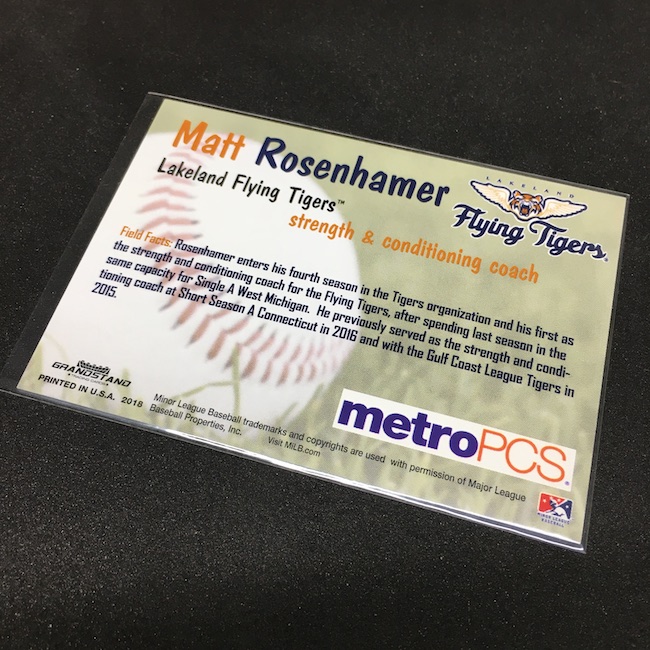 Matt Rosenhamer
Lakeland Flying Tigers™
strength & conditioning coach
LAKELAND
Flying Tigers
Field Facts: Rosenhamer enters his fourth season in the Tigers organization and his first as
the strength and conditioning coach for the Flying Tigers, after spending last season in the
same capacity for Single A West Michigan. He previously served as the strength and condi-
tioning coach at Short Season A Connecticut in 2016 and with the Gulf Coast League Tigers in
2015.
GRANDSTAND
PRINTED IN U.S.A. 2018
metroPCS®
Minor League Baseball trademarks and copyrights are used with permission of Major League
Baseball Properties, Inc. Visit MiLB.com
MINOR LEAGUE
BASEBALL